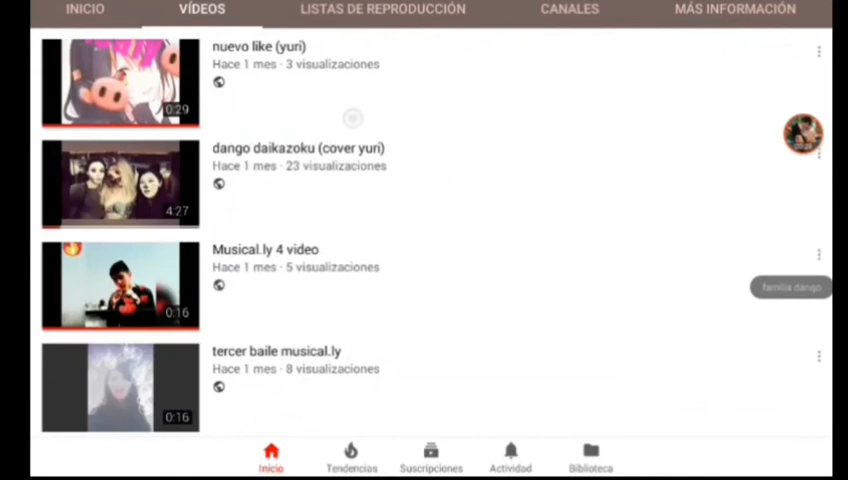 INICIO
VÍDEOS
LISTAS DE REPRODUCCIÓN
CANALES
MÁS INFORMACIÓN
nuevo like (yuri)
Hace 1 mes · 3 visualizaciones
0:29
dango daikazoku (cover yuri)
Hace 1 mes · 23 visualizaciones
4:27
Musical.ly 4 video
Hace 1 mes · 5 visualizaciones
0:16
familia dango
tercer baile musical.ly
Hace 1 mes · 8 visualizaciones
0:16
Inicio
Tendencias
Suscripciones
Actividad
Biblioteca